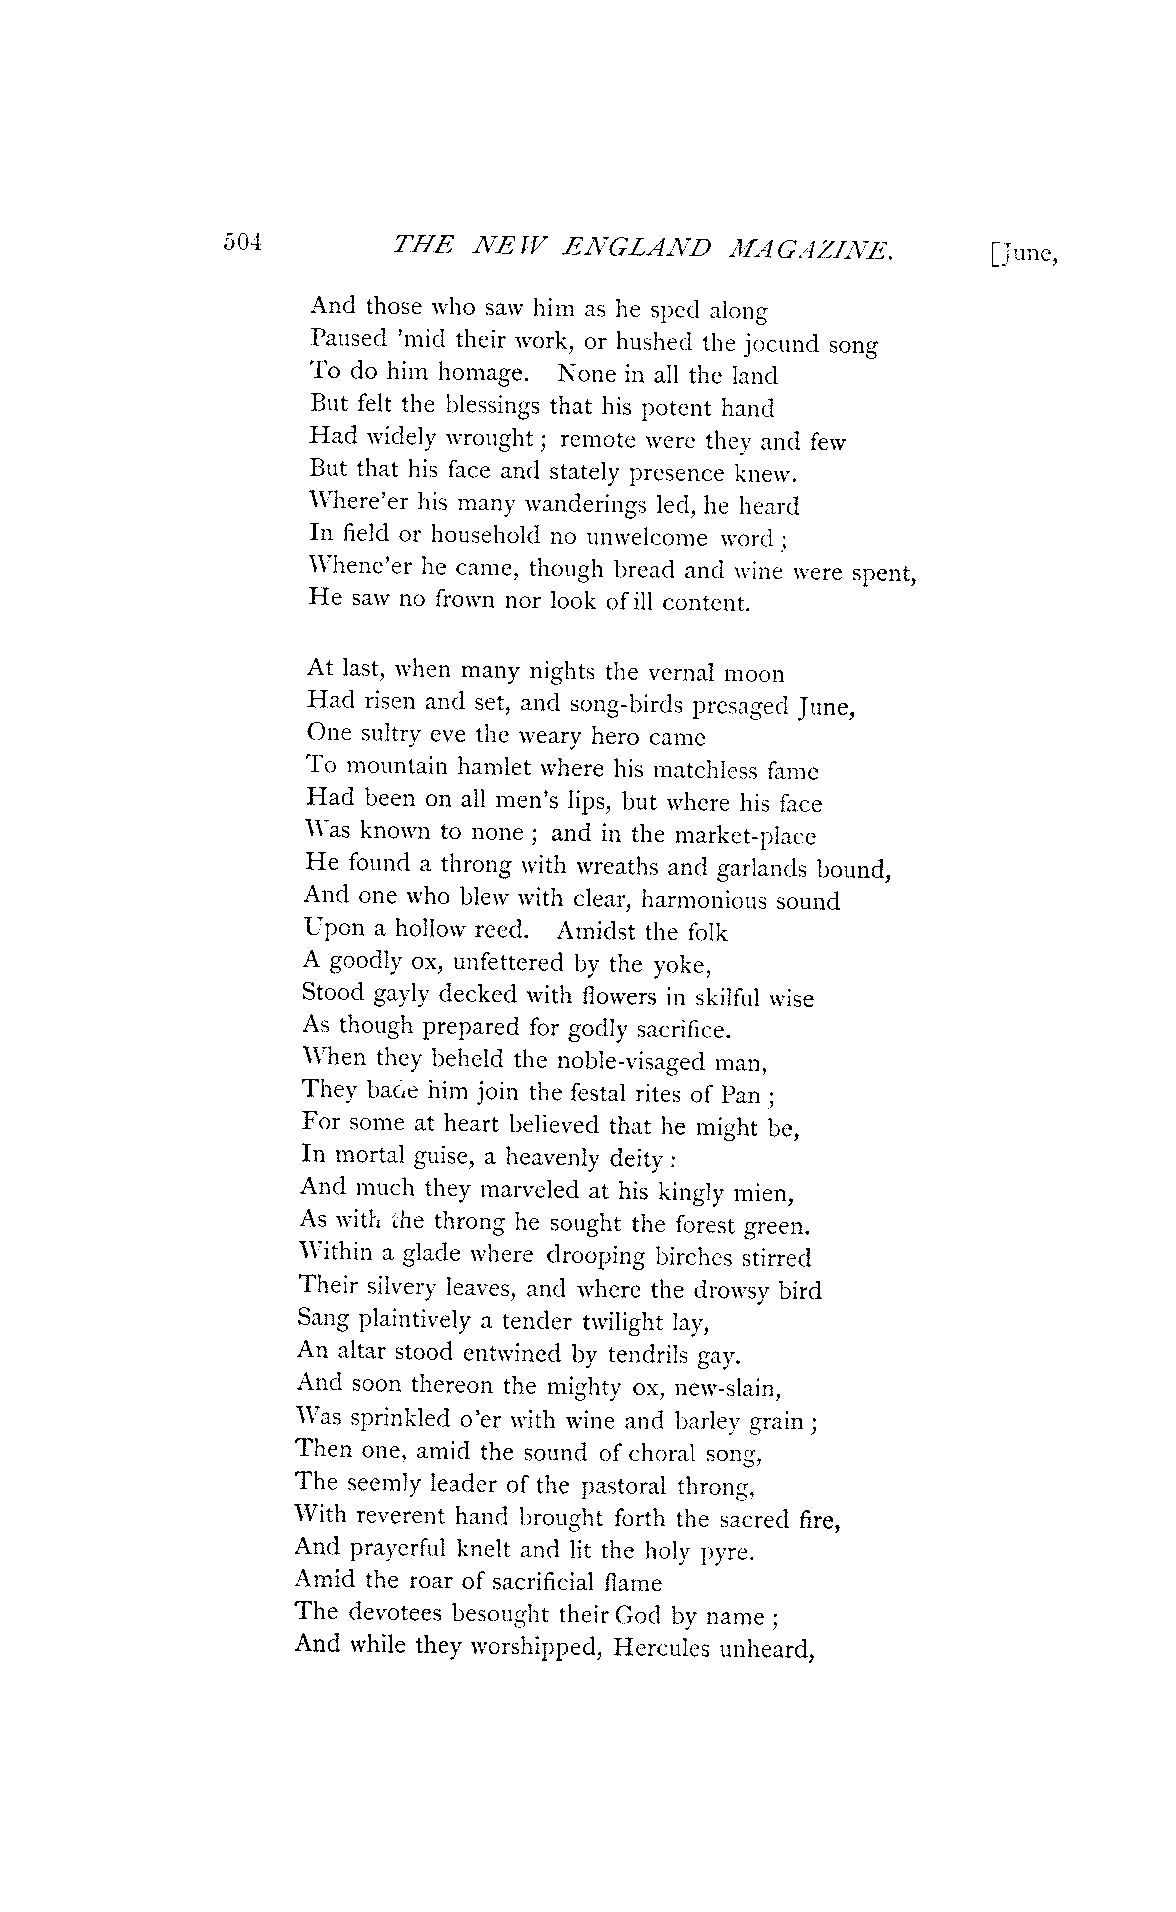 504 THE NEW ENGLAND MAGAZINE. [June,
And those who saw him as he sped along
Paused 'mid their work, or hushed the jocund song
To do him homage. None in all the land
But felt the blessings that his potent hand
Had widely wrought ; remote were they and few
But that his face and stately presence knew.
Where'er his many wanderings led, he heard
In field or household no unwelcome word ;
Whene'er he came, though bread and wine were spent,
He saw no frown nor look of ill content.
At last, when many nights the vernal moon
Had risen and set, and song-birds presaged June,
One sultry eve the weary hero came
To mountain hamlet where his matchless fame
Had been on all men's lips, but where his face
Was known to none ; and in the market-place
He found a throng with wreaths and garlands bound,
And one who blew with clear, harmonious sound
Upon a hollow reed. Amidst the folk
A goodly ox, unfettered by the yoke,
Stood gayly decked with flowers in skilful wise
As though prepared for godly sacrifice.
When they beheld the noble-visaged man,
They bade him join the festal rites of Pan ;
For some at heart believed that he might be,
In mortal guise, a heavenly deity :
And much they marveled at his kingly mien,
As with the throng he sought the forest green.
Within a glade where drooping birches stirred
Their silvery leaves, and where the drowsy bird
Sang plaintively a tender twilight lay,
An altar stood entwined by tendrils gay.
And soon thereon the mighty ox, new-slain,
Was sprinkled o'er with wine and barley grain ;
Then one, amid the sound of choral song,
The seemly leader of the pastoral throng,
With reverent hand brought forth the sacred fire,
And prayerful knelt and lit the holy pyre.
Amid the roar of sacrificial flame
The devotees besought their God by name ;
And while they worshipped, Hercules unheard,